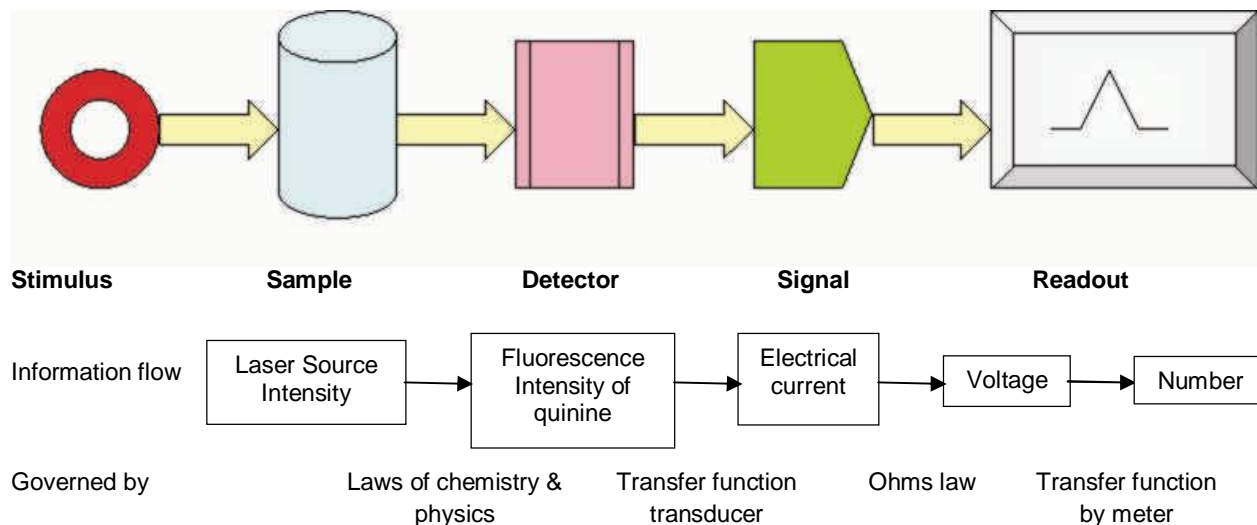 Stimulus Sample Detector Signal Readout
Information flow
Laser Source
Intensity
Fluorescence
Intensity of
quinine
Electrical
current
Voltage
Number
Governed by
Laws of chemistry &
physics
Transfer function
transducer
Ohms law
Transfer function
by meter